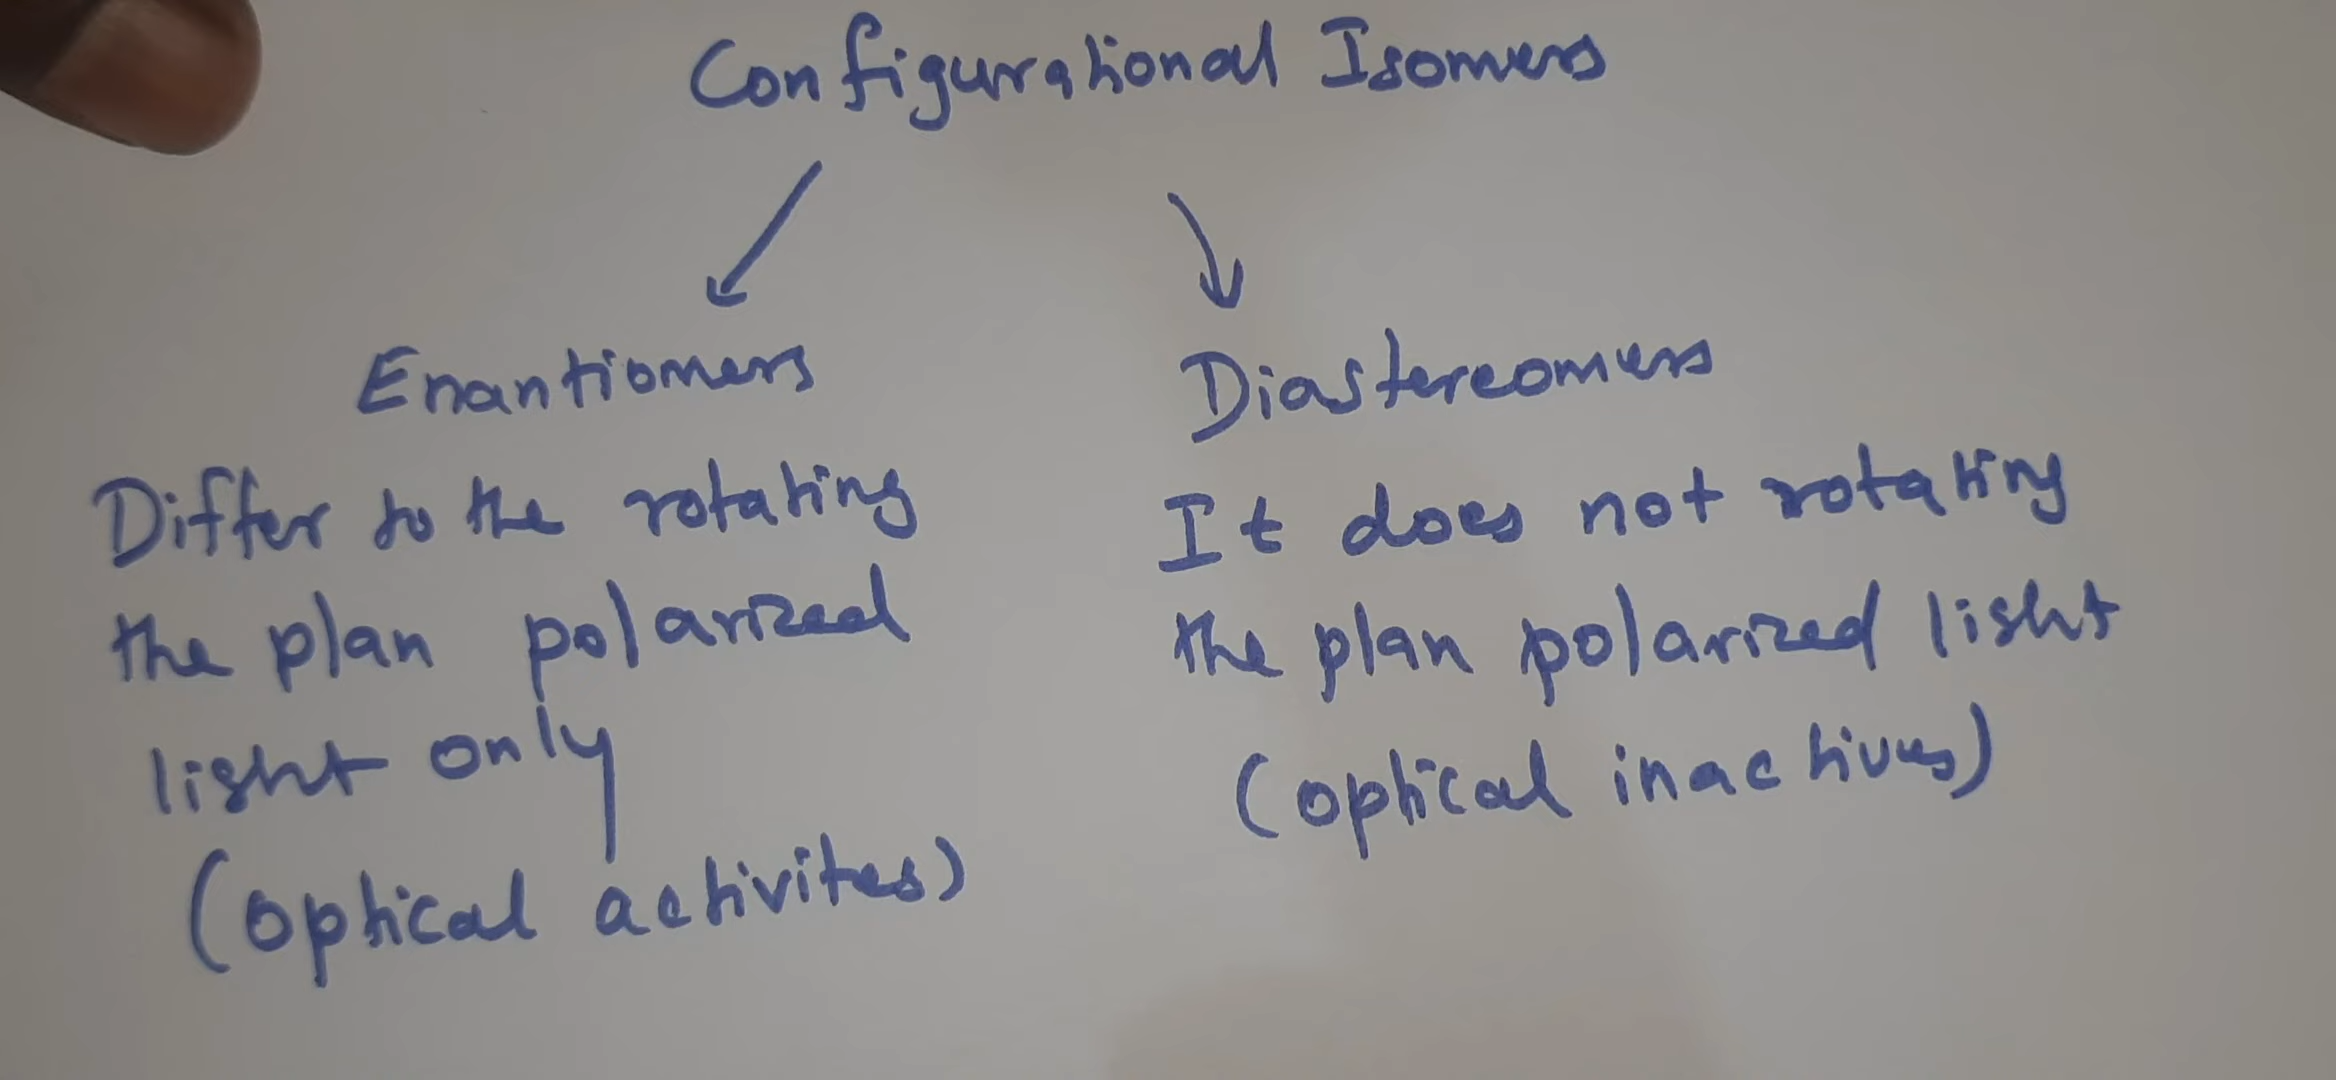 Configurational Isomers
Enantiomers
Differ to the rotating
the plan polarized
light only
(optical activites)
Diastereomers
It does not rotating
the plan polarized light
(optical inactives)